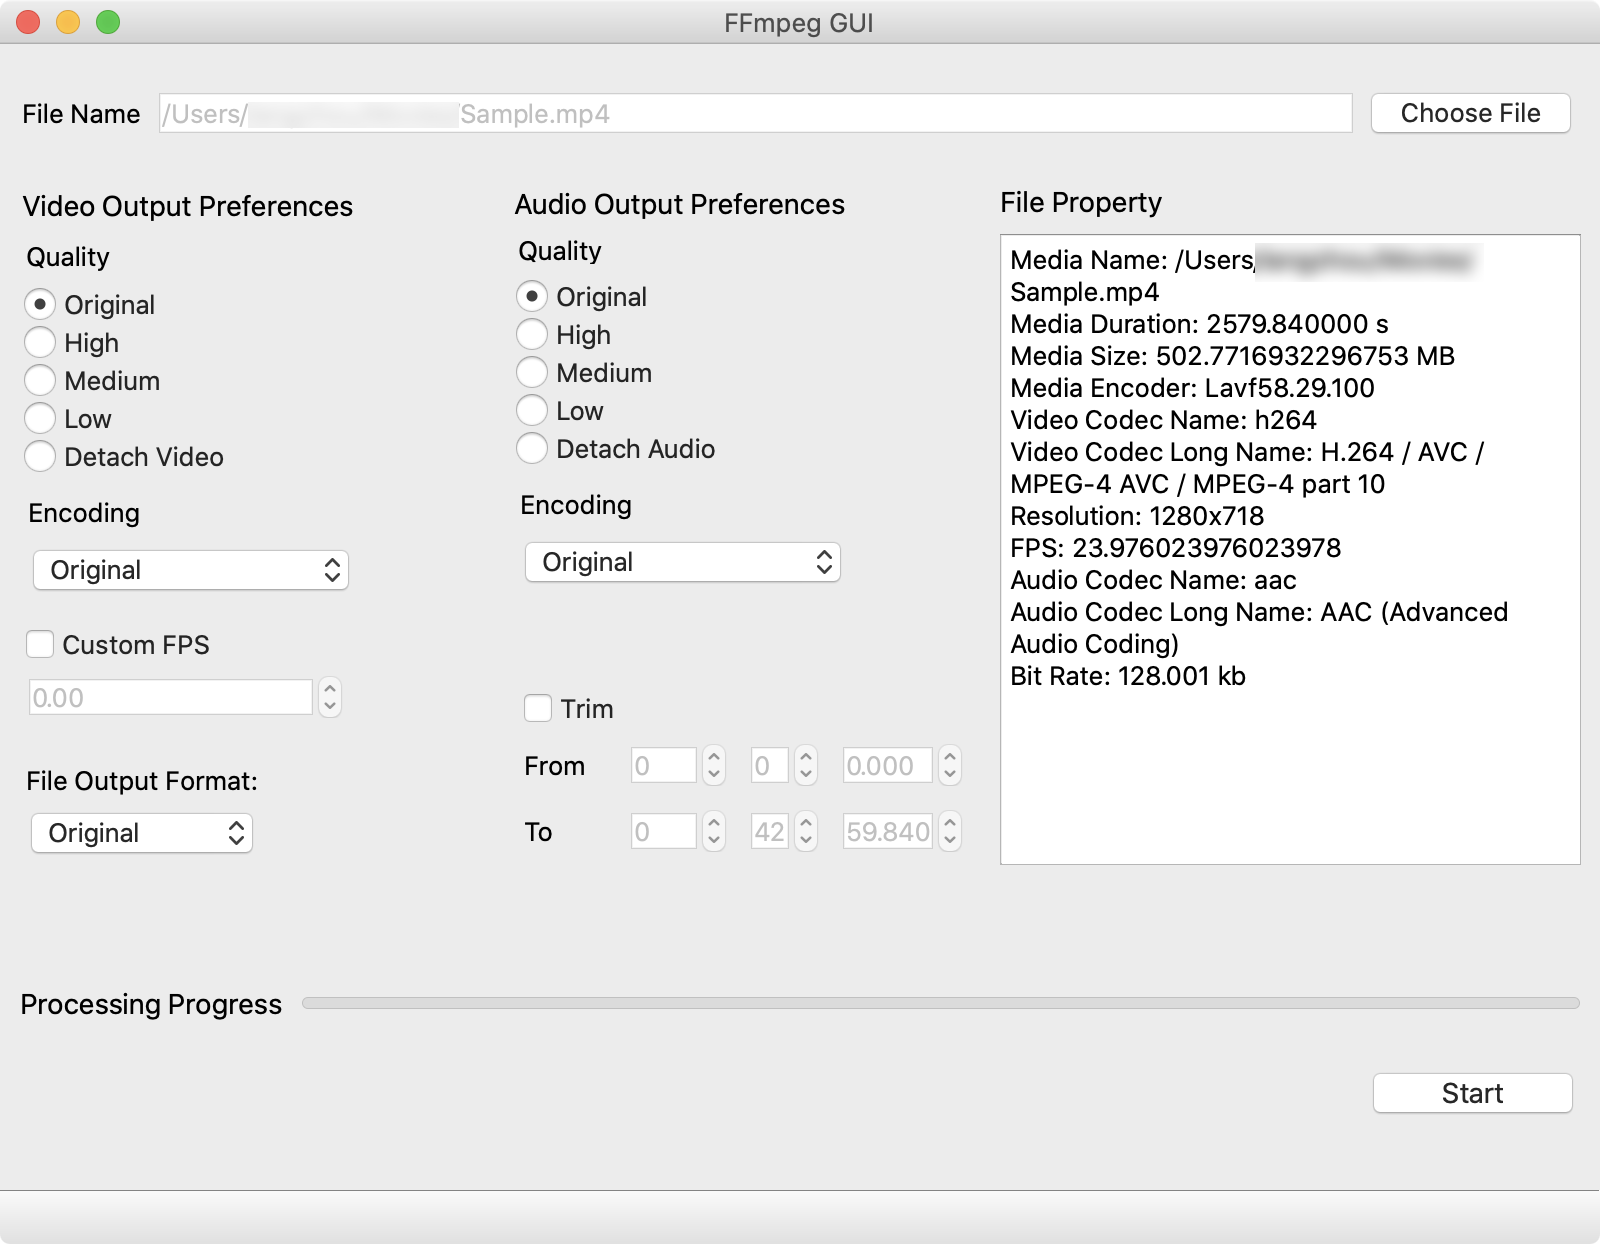 FFmpeg GUI
File Name
/Users/ /Sample.mp4
Choose File
Video Output Preferences
Quality
Original
High
Medium
Low
Detach Video
Encoding
Original
Custom FPS
0.00
File Output Format:
Original
Audio Output Preferences
Quality
Original
High
Medium
Low
Detach Audio
Encoding
Original
Trim
From 0 0 0.000
To 0 42 59.840
File Property
Media Name: /Users/
Sample.mp4
Media Duration: 2579.840000 s
Media Size: 502.7716932296753 MB
Media Encoder: Lavf58.29.100
Video Codec Name: h264
Video Codec Long Name: H.264 / AVC /
MPEG-4 AVC / MPEG-4 part 10
Resolution: 1280x718
FPS: 23.976023976023978
Audio Codec Name: aac
Audio Codec Long Name: AAC (Advanced
Audio Coding)
Bit Rate: 128.001 kb
Processing Progress
Start